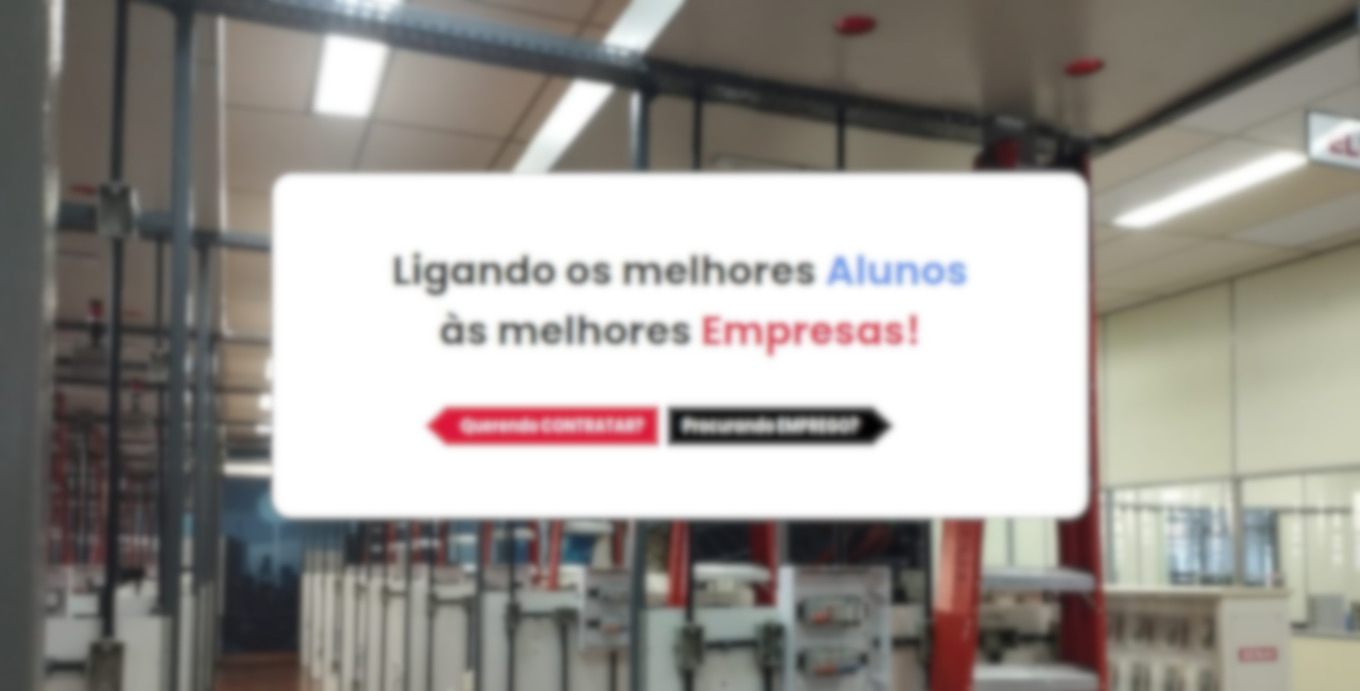 Ligando os melhores Alunos
às melhores Empresas!
Querendo CONTRATAR?
Procurando EMPREGO?